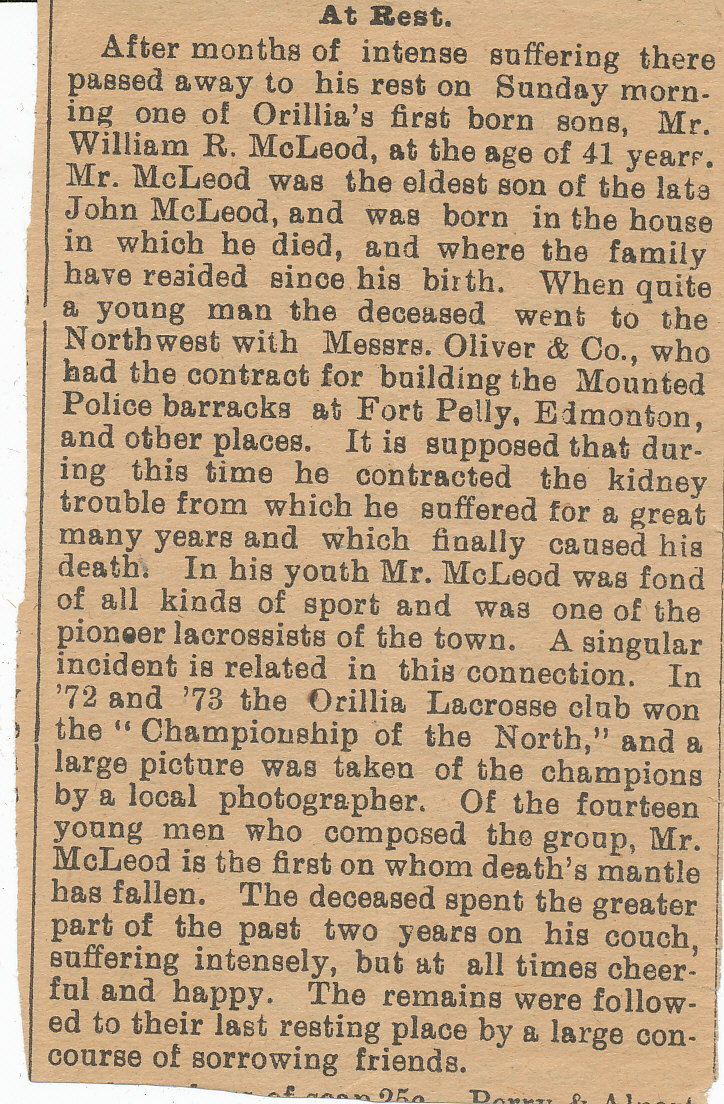 At Rest.
After months of intense suffering there
passed away to his rest on Sunday morn-
ing one of Orillia's first born sons, Mr.
William R. McLeod, at the age of 41 years.
Mr. McLeod was the eldest son of the late
John McLeod, and was born in the house
in which he died, and where the family
have resided since his birth. When quite
a young man the deceased went to the
Northwest with Messrs. Oliver & Co., who
had the contract for building the Mounted
Police barracks at Fort Pelly, Edmonton,
and other places. It is supposed that dur-
ing this time he contracted the kidney
trouble from which he suffered for a great
many years and which finally caused his
death. In his youth Mr. McLeod was fond
of all kinds of sport and was one of the
pioneer lacrossists of the town. A singular
incident is related in this connection. In
'72 and '73 the Orillia Lacrosse club won
the "Championship of the North," and a
large picture was taken of the champions
by a local photographer. Of the fourteen
young men who composed the group, Mr.
McLeod is the first on whom death's mantle
has fallen. The deceased spent the greater
part of the past two years on his couch,
suffering intensely, but at all times cheer-
ful and happy. The remains were follow-
ed to their last resting place by a large con-
course of sorrowing friends.
of soap 25c. Perry &